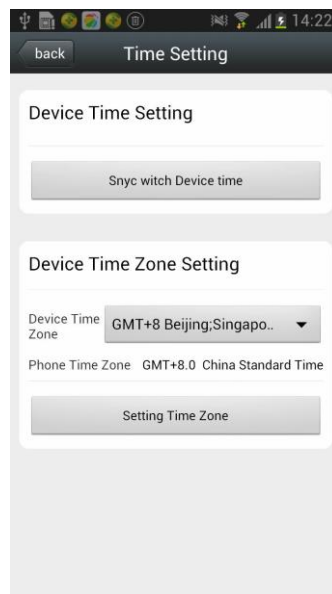 14:22
back
Time Setting
Device Time Setting
Snyc witch Device time
Device Time Zone Setting
Device Time
Zone
GMT+8 Beijing;Singapo..
Phone Time Zone GMT+8.0 China Standard Time
Setting Time Zone